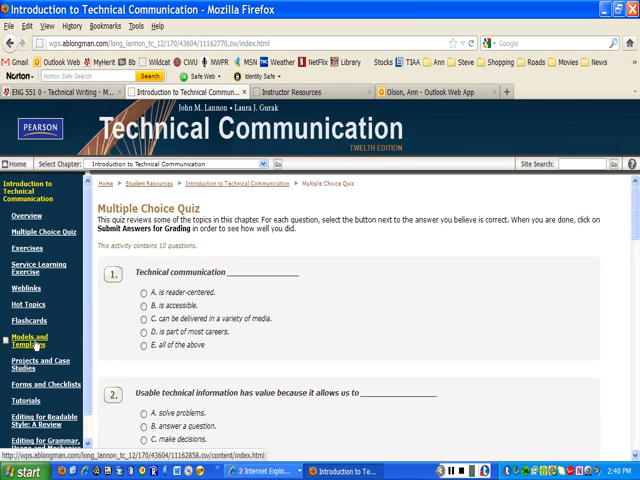 Introduction to Technical Communication - Mozilla Firefox
File Edit View History Bookmarks Tools Help
wps.ablongman.com/long_lannon_tc_12/170/43604/11162770.cw/index.html
Google
Gmail Outlook Web MyHerit Bb Wildcat CWU NWPR MST NetFlix Library Stocks TIAA Ann Steve Shopping Roads Movies News
Norton Norton Safe Search Search Safe Web Identity Safe
ENG 551 0 - Technical Writing - M... Introduction to Technical Commun... Instructor Resources Olson, Ann - Outlook Web App
John M. Lannon • Laura J. Gurak
PEARSON
Technical Communication
TWELTH EDITION
Home Select Chapter: Introduction to Technical Communication Go Site Search: Go
Introduction to
Technical
Communication
Overview
Multiple Choice Quiz
Exercises
Service Learning
Exercise
Weblinks
Hot Topics
Flashcards
Models and
Templates
Projects and Case
Studies
Forms and Checklists
Tutorials
Editing for Readable
Style: A Review
Editing for Grammar,
Usage and Mechanics
Home Student Resources Introduction to Technical Communication Multiple Choice Quiz
Multiple Choice Quiz
This quiz reviews some of the topics in this chapter. For each question, select the button next to the answer you believe is correct. When you are done, click on
Submit Answers for Grading in order to see how well you did.
This activity contains 10 questions.
1. Technical communication _______________
A. is reader-centered.
B. is accessible.
C. can be delivered in a variety of media.
D. is part of most careers.
E. all of the above
2. Usable technical information has value because it allows us to _______________
A. solve problems.
B. answer a question.
C. make decisions.
http://wps.ablongman.com/long_lannon_tc_12/170/43604/11162858.cw/content/index.html
start 2 Internet Explo... Introduction to Te... 2:40 PM